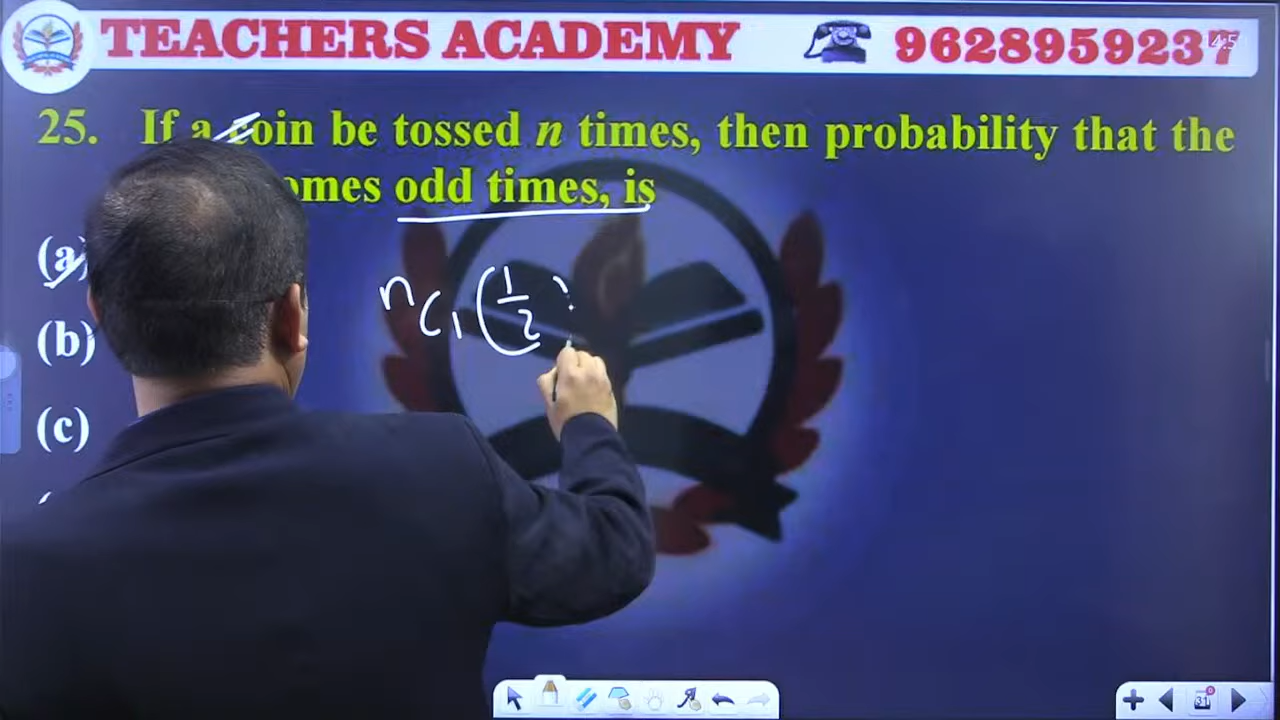 TEACHERS ACADEMY 9628959237
25. If a coin be tossed n times, then probability that the
omes odd times, is
(a)
nC1(1/2)
(b)
(c)